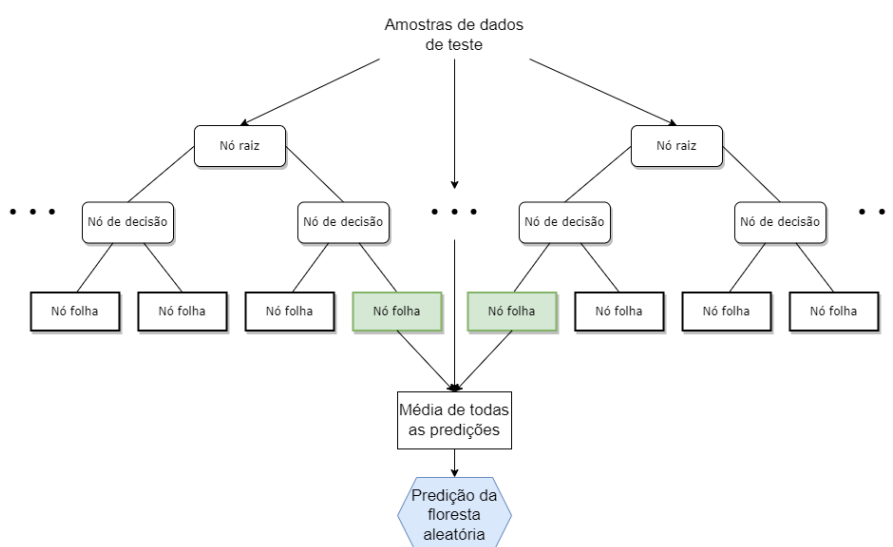 Amostras de dados
de teste
Nó raiz
Nó raiz
Nó de decisão
Nó de decisão
Nó de decisão
Nó de decisão
Nó folha
Nó folha
Nó folha
Nó folha
Nó folha
Nó folha
Nó folha
Nó folha
Média de todas
as predições
Predição da
floresta
aleatória